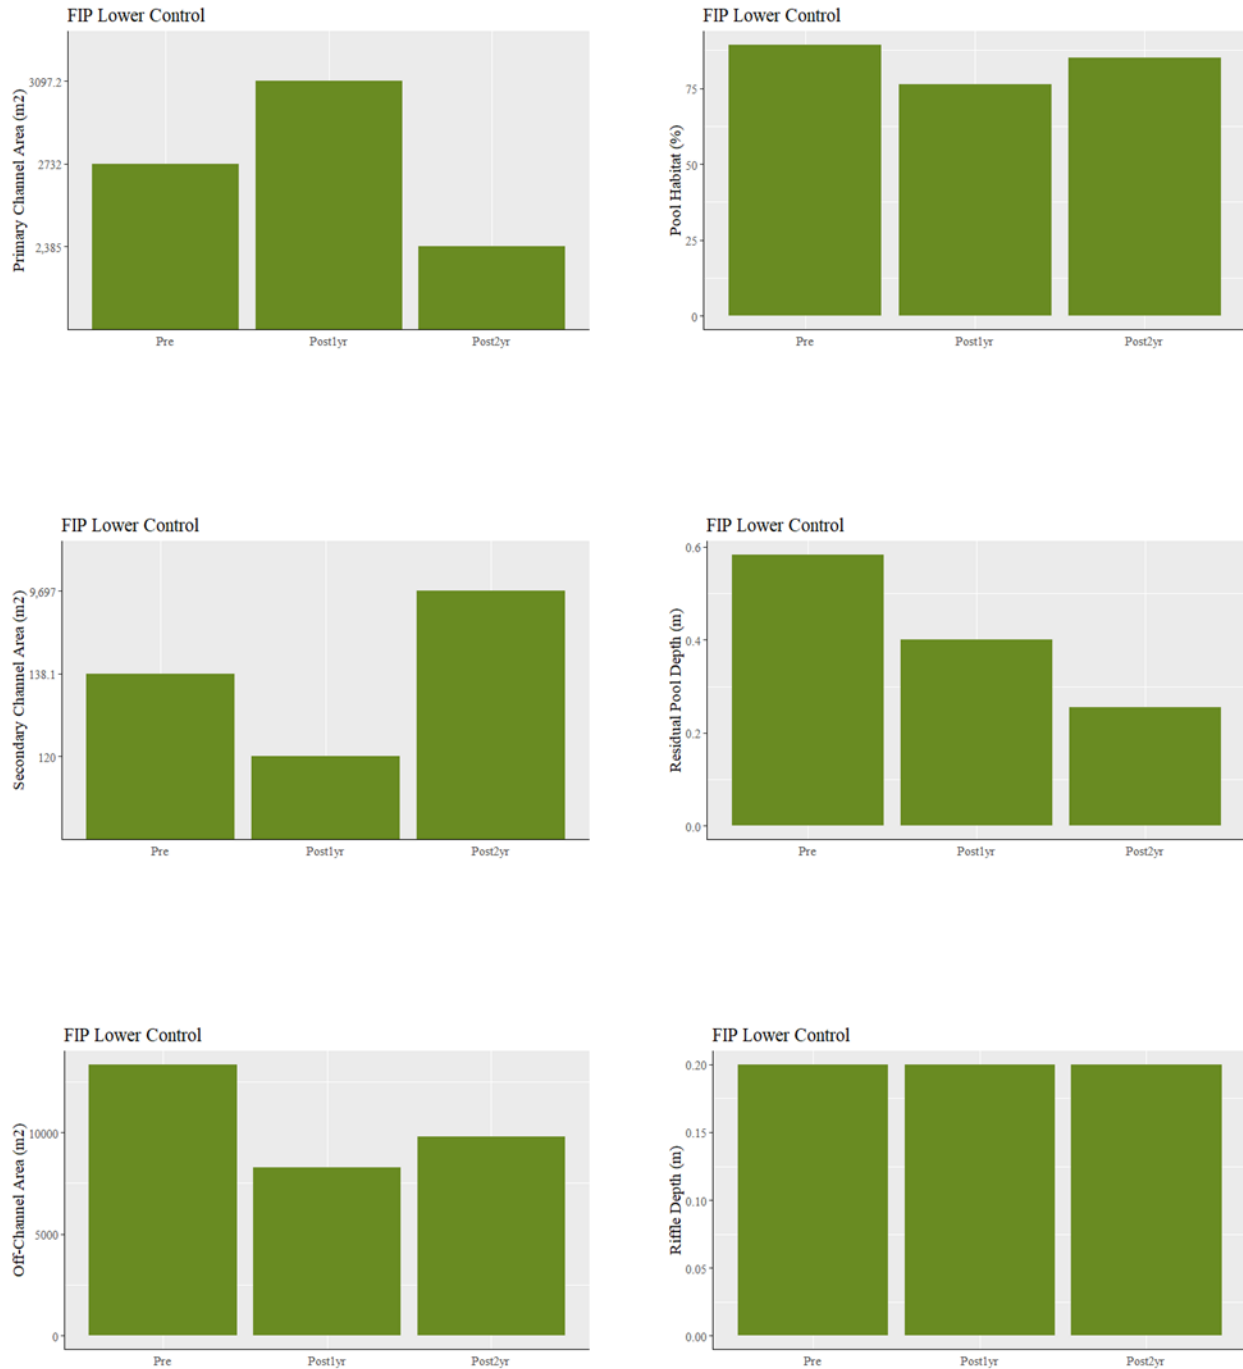 FIP Lower Control
Primary Channel Area (m2)
3097.2
2732
2,385
Pre Post1yr Post2yr
FIP Lower Control
Pool Habitat (%)
75
50
25
0
Pre Post1yr Post2yr
FIP Lower Control
Secondary Channel Area (m2)
9,697
138.1
120
Pre Post1yr Post2yr
FIP Lower Control
Residual Pool Depth (m)
0.6
0.4
0.2
0.0
Pre Post1yr Post2yr
FIP Lower Control
Off-Channel Area (m2)
10000
5000
0
Pre Post1yr Post2yr
FIP Lower Control
Riffle Depth (m)
0.20
0.15
0.10
0.05
0.00
Pre Post1yr Post2yr